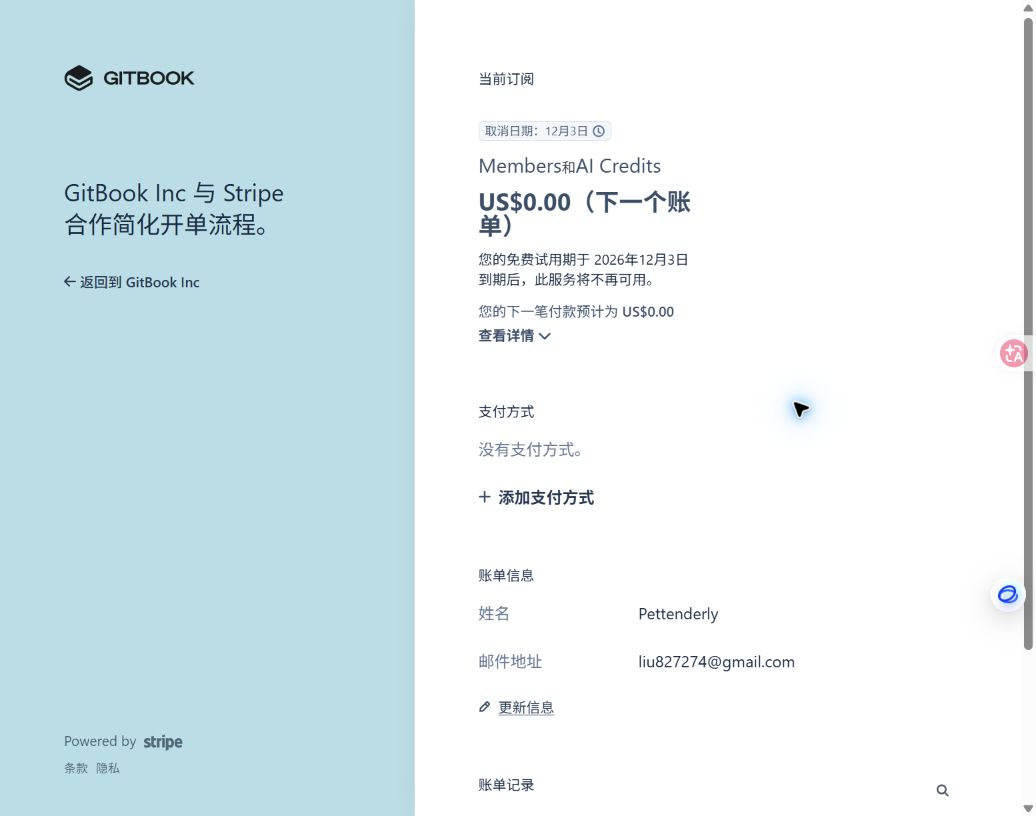 GITBOOK
GitBook Inc 与 Stripe
合作简化开单流程。
返回到 GitBook Inc
Powered by stripe
条款 隐私
当前订阅
取消日期：12月3日
Members和AI Credits
US$0.00（下一个账
单）
您的免费试用期于 2026年12月3日
到期后，此服务将不再可用。
您的下一笔付款预计为 US$0.00
查看详情
支付方式
没有支付方式。
添加支付方式
账单信息
姓名 Pettenderly
邮件地址 liu827274@gmail.com
更新信息
账单记录